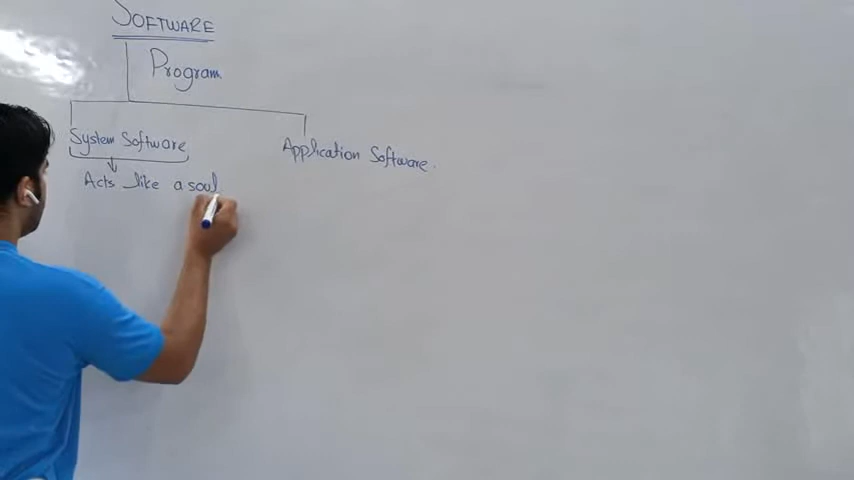 SOFTWARE
Program
System Software
Application Software.
Acts like a soul